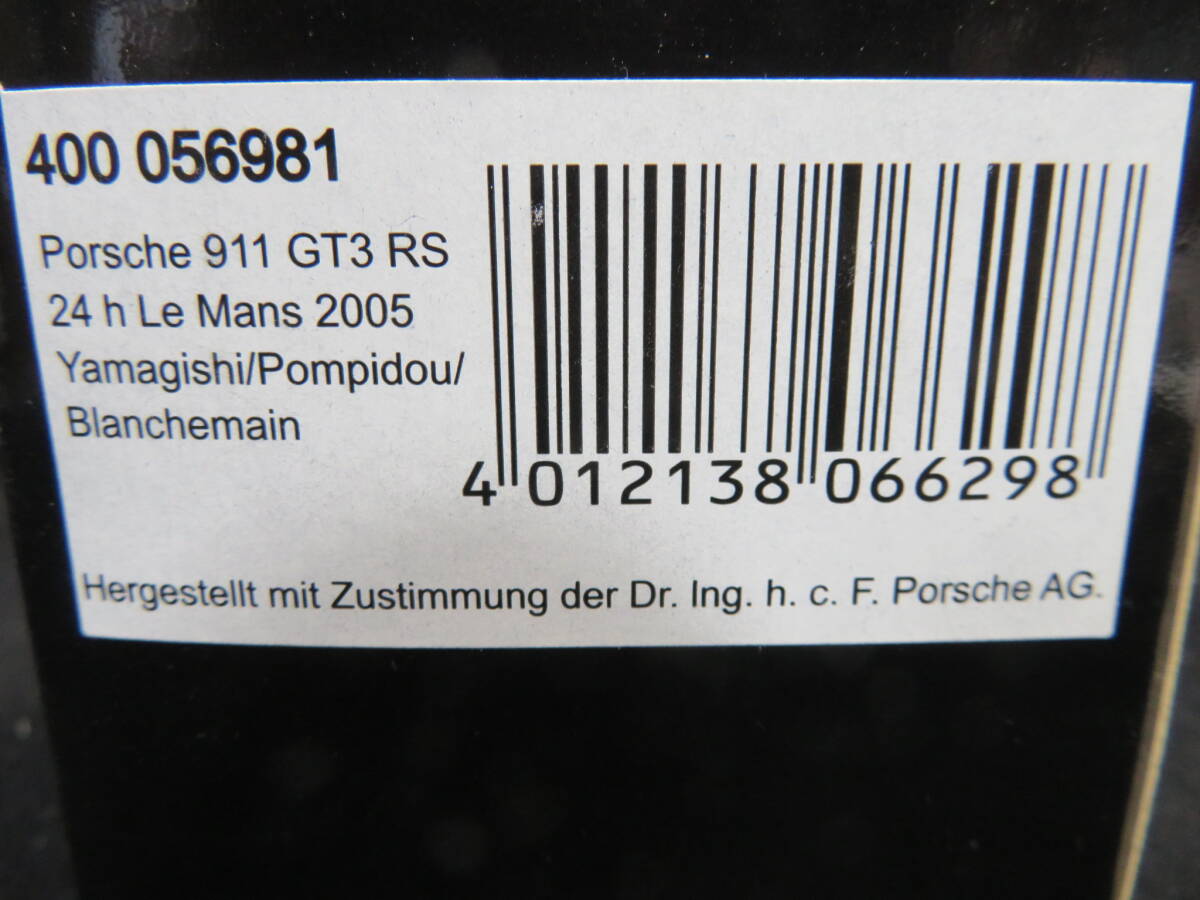 400 056981
Porsche 911 GT3 RS
24 h Le Mans 2005
Yamagishi/Pompidou/
Blanchemain
4 012138 066298
Hergestellt mit Zustimmung der Dr. Ing. h. c. F. Porsche AG.